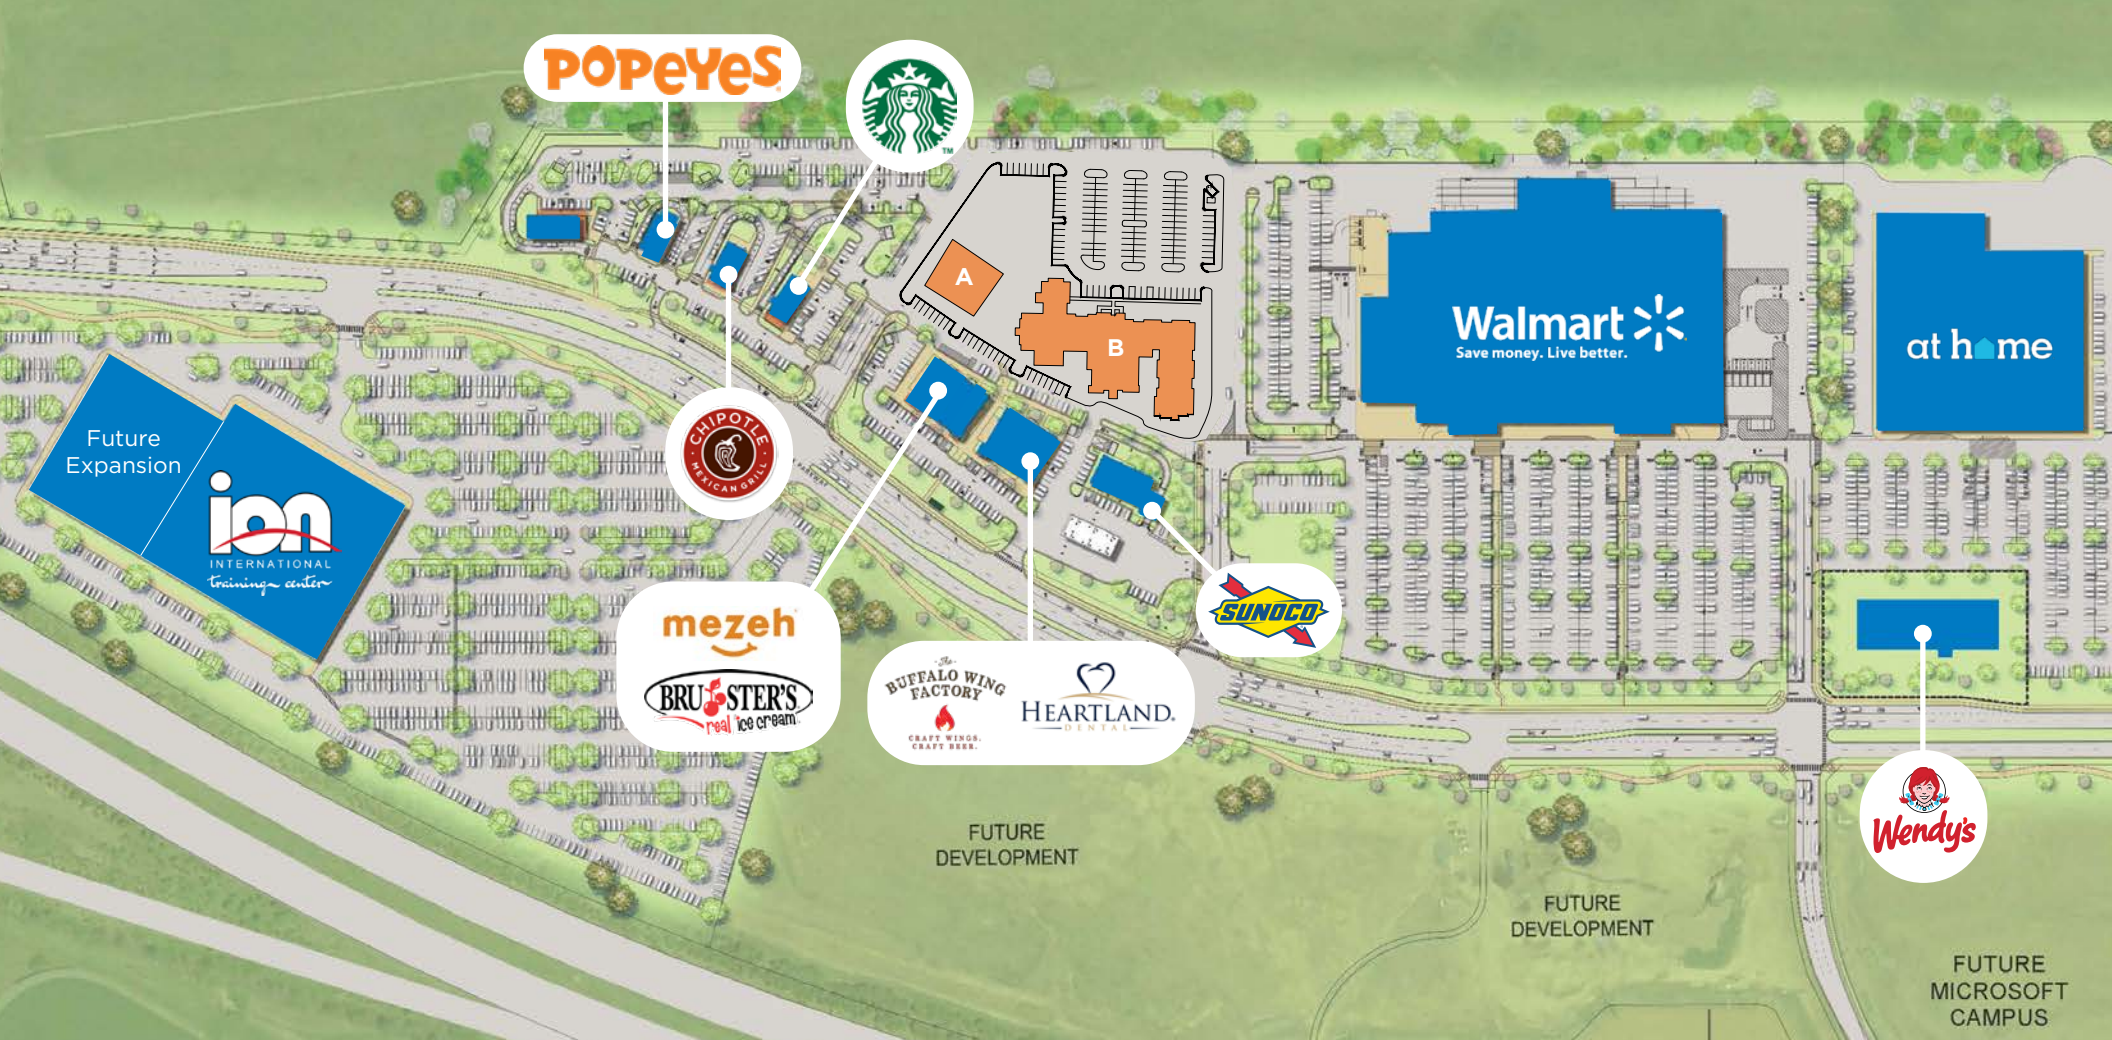 POPEYES
TM
A
B
Walmart
Save money. Live better.
at home
Future
Expansion
ion
INTERNATIONAL
training center
CHIPOTLE
MEXICAN GRILL
PARKWAY
mezeh
BRUSTER'S
real ice cream
The
BUFFALO WING
FACTORY
CRAFT WINGS.
CRAFT BEER.
HEARTLAND
DENTAL
SUNOCO
Wendy's
FUTURE
DEVELOPMENT
FUTURE
DEVELOPMENT
FUTURE
MICROSOFT
CAMPUS